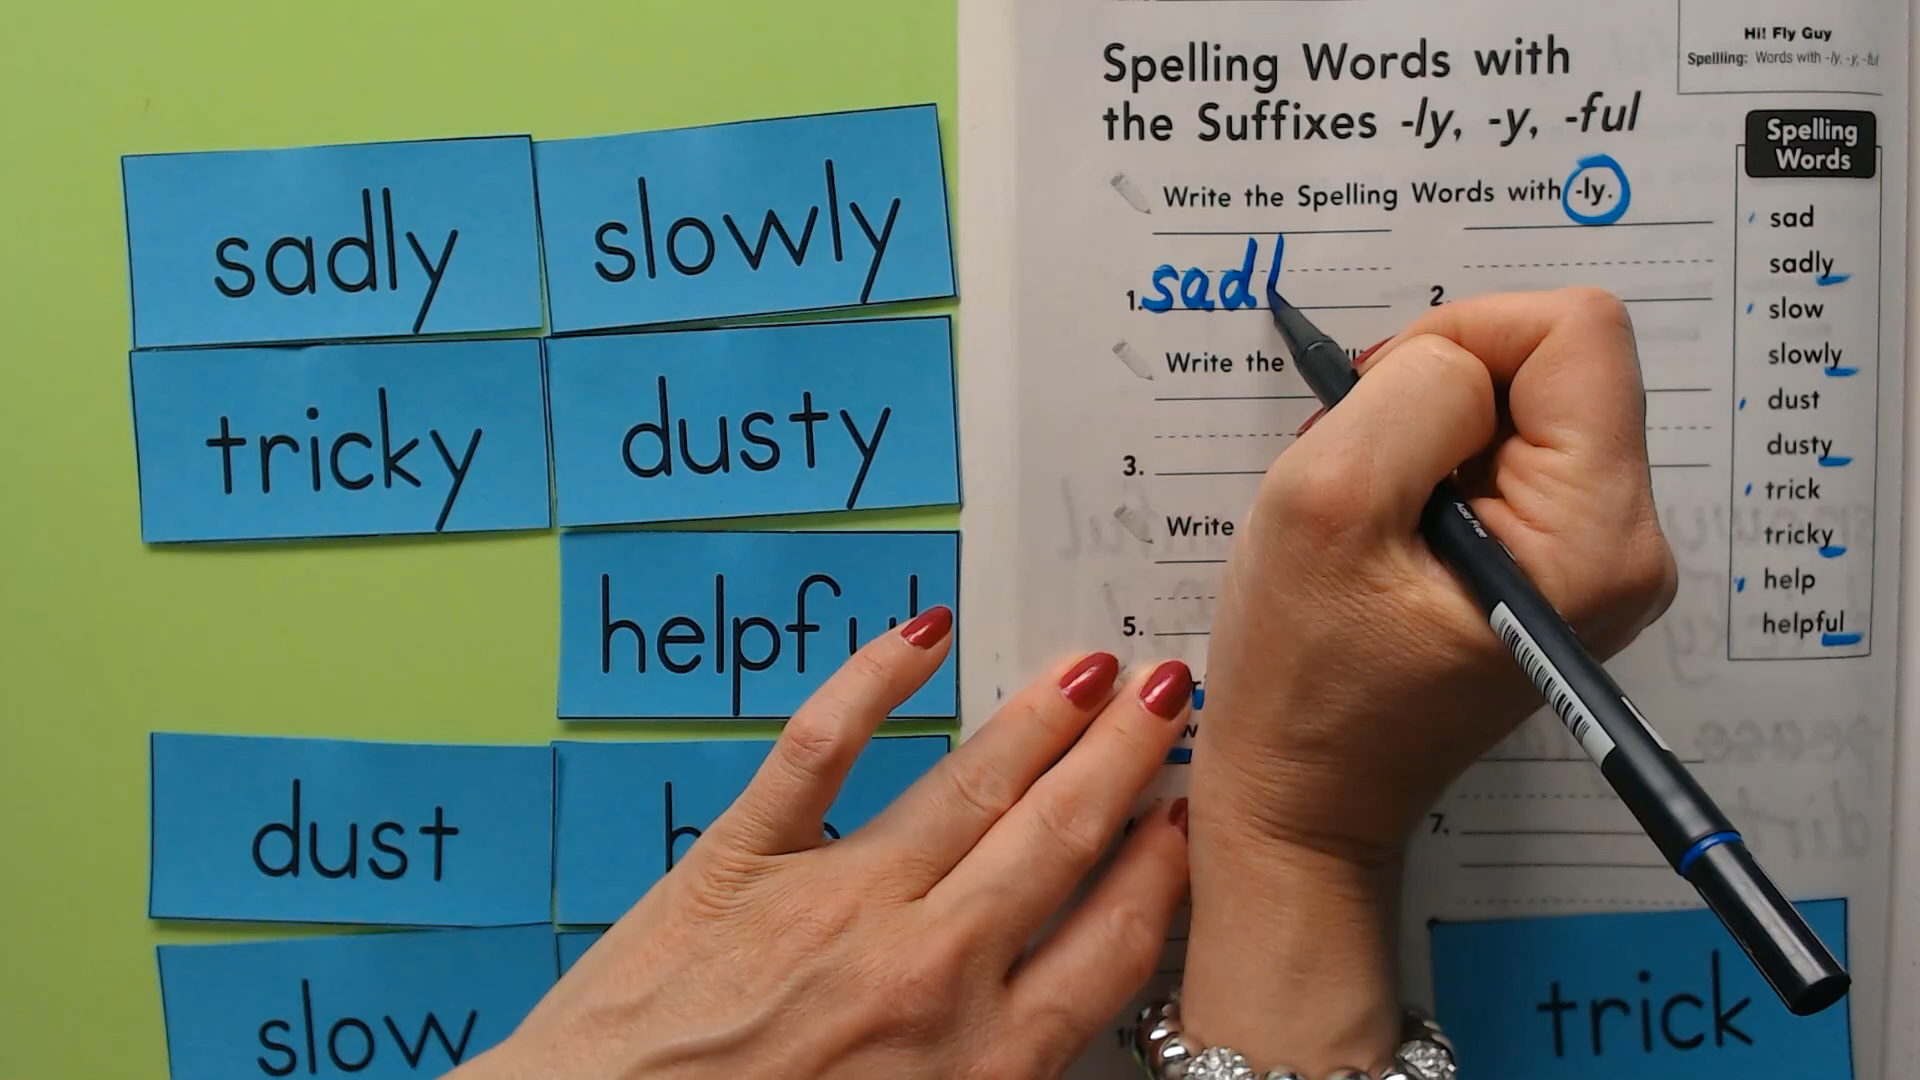 sadly
slowly
tricky
dusty
dust
slow
Hi! Fly Guy
Spellling: Words with -ly, -y, -ful
Spelling Words with
the Suffixes -ly, -y, -ful
Write the Spelling Words with -ly.
1. sadl
2.
Write the
3.
Write
5.
7.
Spelling
Words
sad
sadly
slow
slowly
dust
dusty
trick
tricky
help
helpful
trick